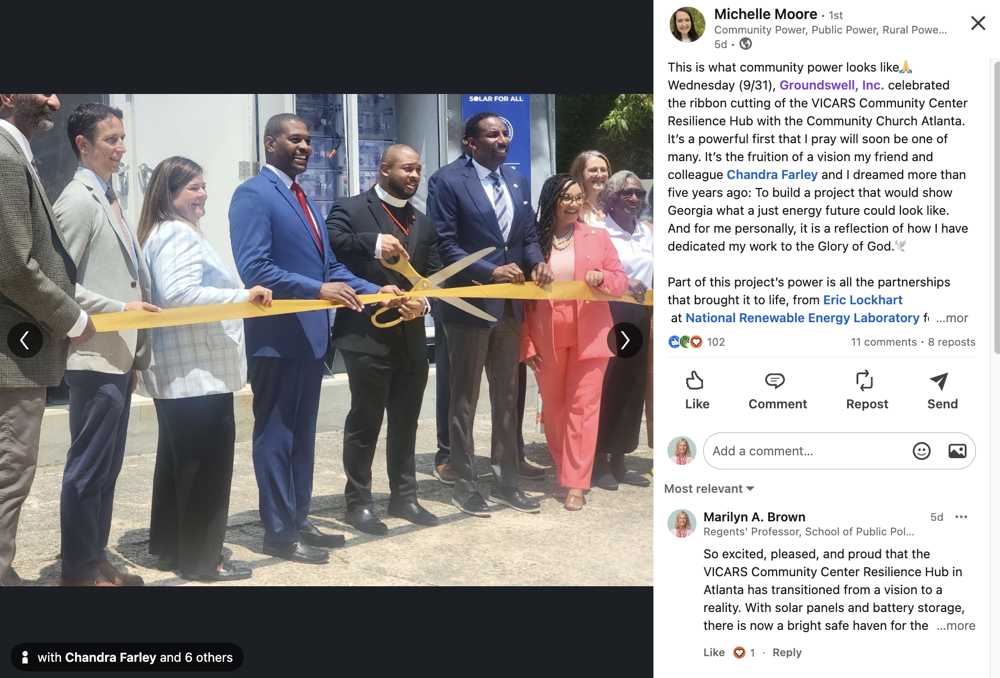 SOLAR FOR ALL
with Chandra Farley and 6 others
Michelle Moore • 1st
Community Power, Public Power, Rural Powe...
5d •
This is what community power looks like🙏
Wednesday (9/31), Groundswell, Inc. celebrated
the ribbon cutting of the VICARS Community Center
Resilience Hub with the Community Church Atlanta.
It’s a powerful first that I pray will soon be one of
many. It’s the fruition of a vision my friend and
colleague Chandra Farley and I dreamed more than
five years ago: To build a project that would show
Georgia what a just energy future could look like.
And for me personally, it is a reflection of how I have
dedicated my work to the Glory of God.🕊
Part of this project’s power is all the partnerships
that brought it to life, from Eric Lockhart
at National Renewable Energy Laboratory f ...mor
102
11 comments • 8 reposts
Like
Comment
Repost
Send
Add a comment...
Most relevant
Marilyn A. Brown
5d
Regents' Professor, School of Public Pol...
So excited, pleased, and proud that the
VICARS Community Center Resilience Hub in
Atlanta has transitioned from a vision to a
reality. With solar panels and battery storage,
there is now a bright safe haven for the ...more
Like 1 · Reply